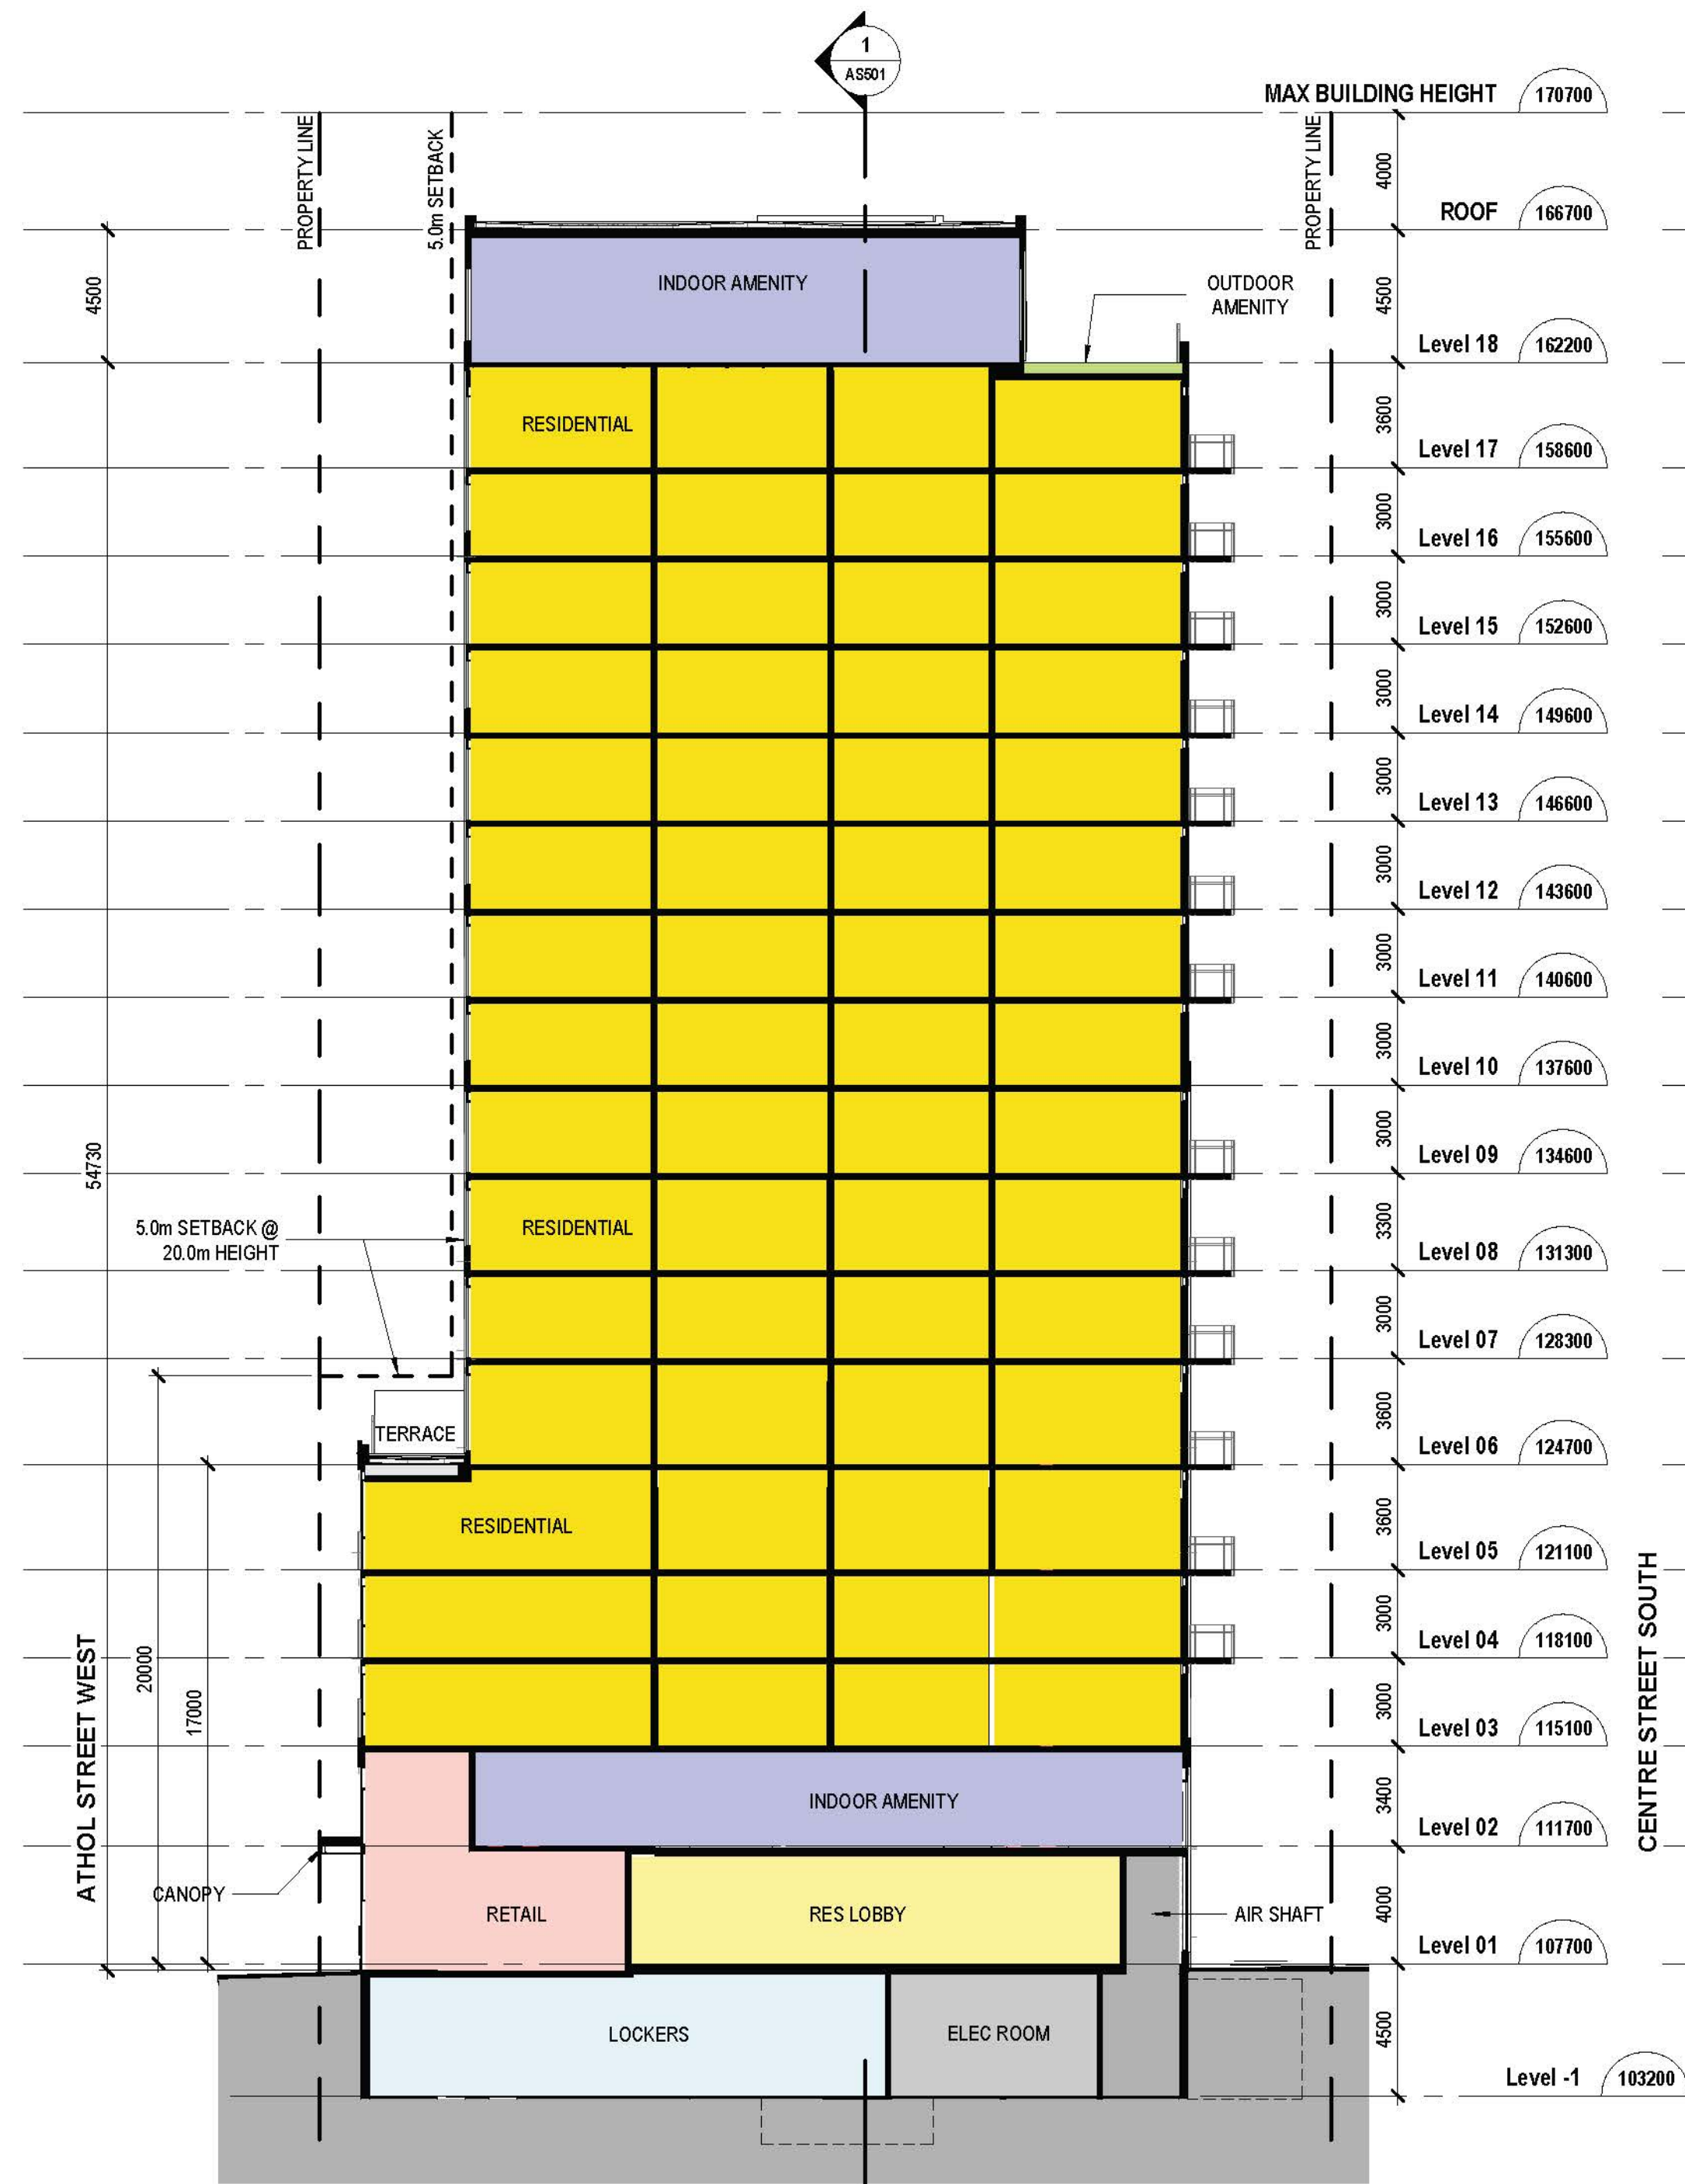 1
AS501
MAX BUILDING HEIGHT 170700
PROPERTY LINE
5.0m SETBACK
PROPERTY LINE
4000
ROOF 166700
4500
INDOOR AMENITY
OUTDOOR
AMENITY
4500
Level 18 162200
RESIDENTIAL
3600
Level 17 158600
3000
Level 16 155600
3000
Level 15 152600
3000
Level 14 149600
3000
Level 13 146600
3000
Level 12 143600
3000
Level 11 140600
3000
Level 10 137600
3000
Level 09 134600
54730
5.0m SETBACK @
20.0m HEIGHT
RESIDENTIAL
3300
Level 08 131300
3000
Level 07 128300
TERRACE
3600
Level 06 124700
RESIDENTIAL
3600
Level 05 121100
3000
Level 04 118100
20000
17000
3000
Level 03 115100
ATHOL STREET WEST
CENTRE STREET SOUTH
INDOOR AMENITY
3400
Level 02 111700
CANOPY
RETAIL
RES LOBBY
AIR SHAFT
4000
Level 01 107700
LOCKERS
ELEC ROOM
4500
Level -1 103200